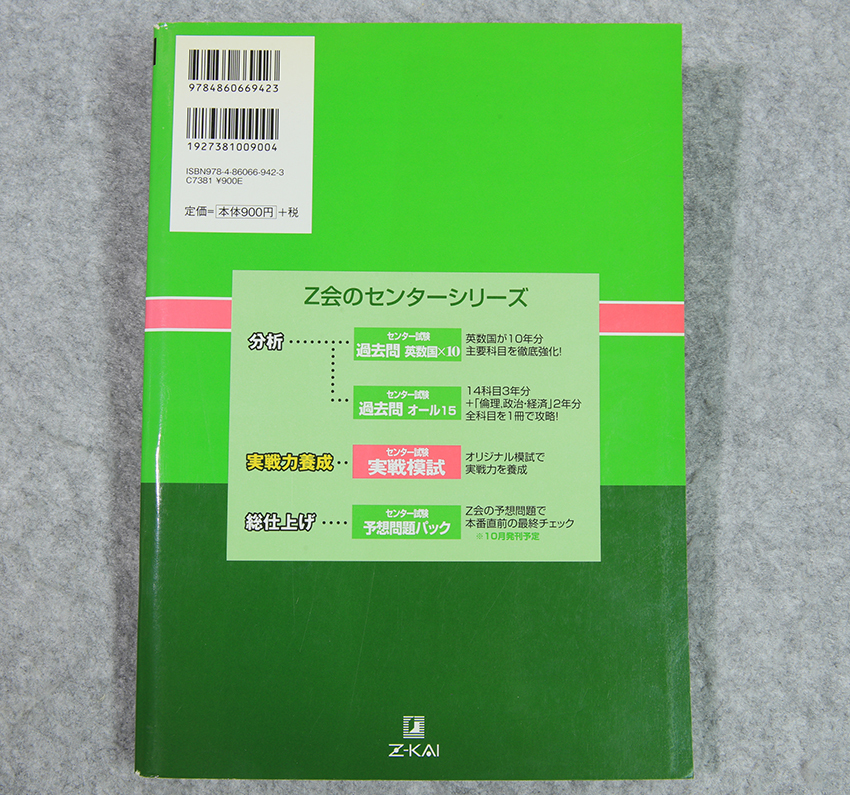 9784860669423
1927381009004
ISBN978-4-86066-942-3
C7381 ¥900E
定価=本体900円+税
Z会のセンターシリーズ
分析
センター試験
過去問 英数国×10
英数国が10年分
主要科目を徹底強化!
センター試験
過去問 オール15
14科目3年分
+「倫理,政治・経済」2年分
全科目を1冊で攻略!
実戦力養成
センター試験
実戦模試
オリジナル模試で
実戦力を養成
総仕上げ
センター試験
予想問題パック
Z会の予想問題で
本番直前の最終チェック
※10月発刊予定
Z-KAI